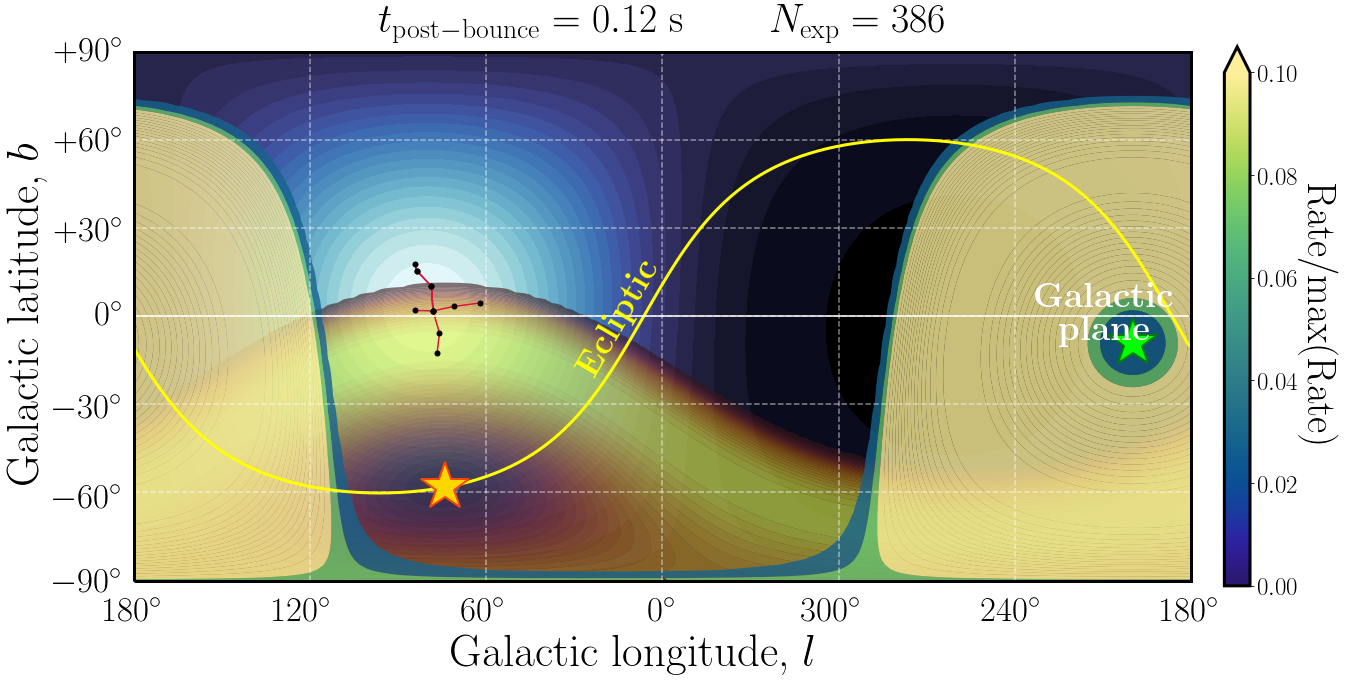 t_post−bounce = 0.12 s N_exp = 386
+90°
+60°
+30°
0°
−30°
−60°
−90°
Galactic latitude, b
180° 120° 60° 0° 300° 240° 180°
Galactic longitude, l
Ecliptic
Galactic
plane
0.10
0.08
0.06
0.04
0.02
0.00
Rate/max(Rate)